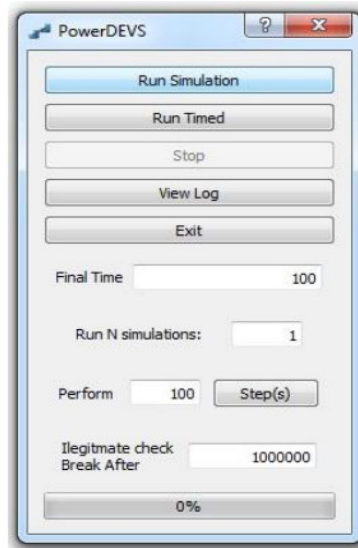 PowerDEVS
?
Run Simulation
Run Timed
Stop
View Log
Exit
Final Time 100
Run N simulations: 1
Perform 100 Step(s)
Ilegitmate check
Break After 1000000
0%